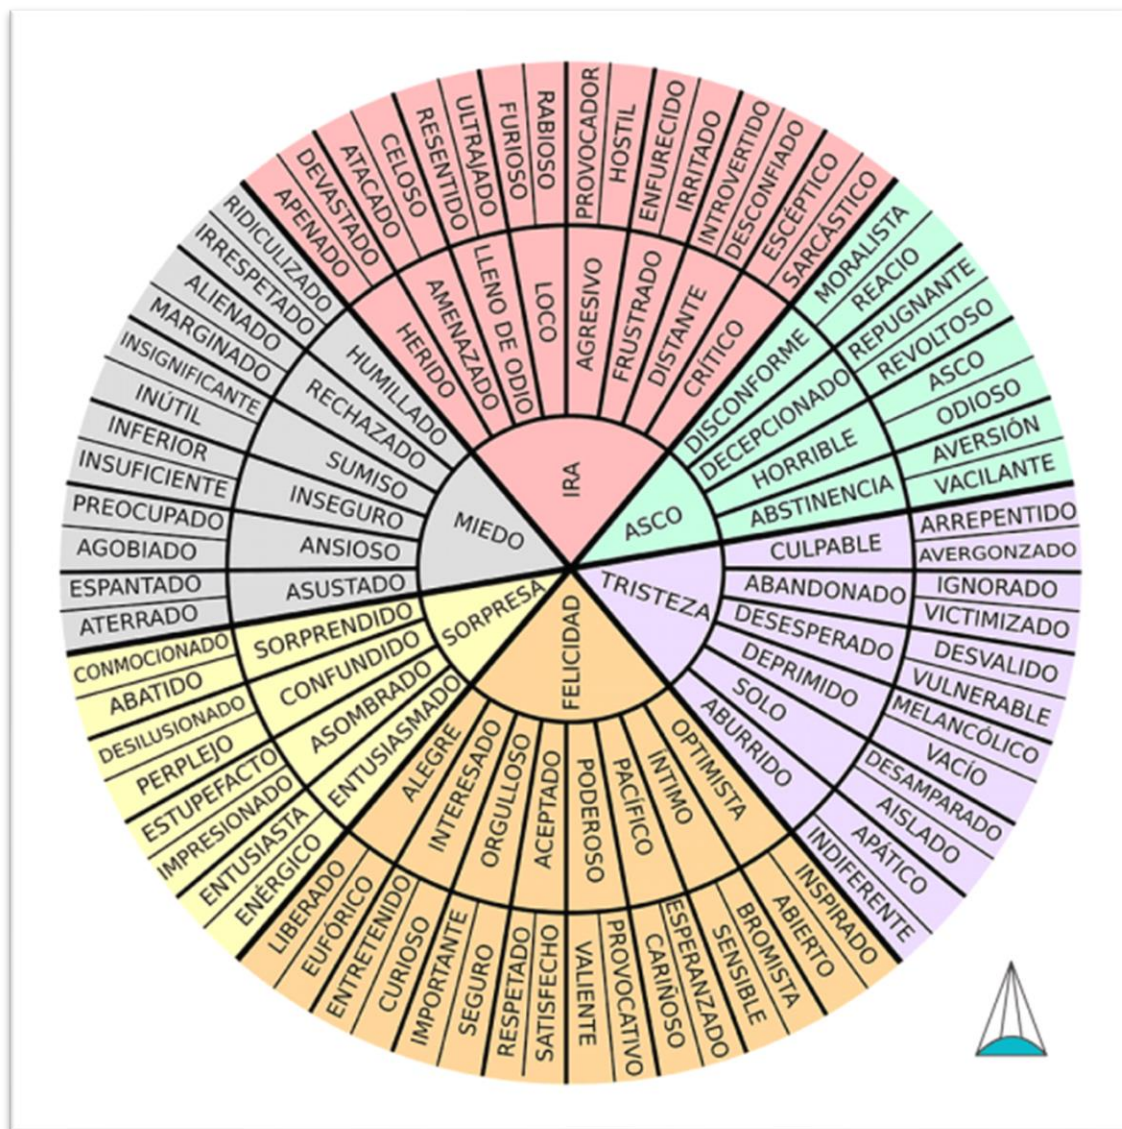 IRA
HERIDO
APENADO
DEVASTADO
AMENAZADO
ATACADO
CELOSO
LLENO DE ODIO
RESENTIDO
ULTRAJADO
LOCO
FURIOSO
RABIOSO
AGRESIVO
PROVOCADOR
HOSTIL
FRUSTRADO
ENFURECIDO
IRRITADO
DISTANTE
INTROVERTIDO
DESCONFIADO
CRÍTICO
ESCÉPTICO
SARCÁSTICO
ASCO
DISCONFORME
MORALISTA
REACIO
DECEPCIONADO
REPUGNANTE
REVOLTOSO
HORRIBLE
ASCO
ODIOSO
ABSTINENCIA
AVERSIÓN
VACILANTE
TRISTEZA
CULPABLE
ARREPENTIDO
AVERGONZADO
ABANDONADO
IGNORADO
VICTIMIZADO
DESESPERADO
DESVALIDO
VULNERABLE
DEPRIMIDO
MELANCÓLICO
VACÍO
SOLO
DESAMPARADO
AISLADO
ABURRIDO
APÁTICO
INDIFERENTE
FELICIDAD
OPTIMISTA
INSPIRADO
ABIERTO
ÍNTIMO
BROMISTA
SENSIBLE
PACÍFICO
ESPERANZADO
CARIÑOSO
PODEROSO
PROVOCATIVO
VALIENTE
ACEPTADO
SATISFECHO
RESPETADO
ORGULLOSO
SEGURO
IMPORTANTE
INTERESADO
CURIOSO
ENTRETENIDO
ALEGRE
EUFÓRICO
LIBERADO
SORPRESA
ENTUSIASMADO
ENÉRGICO
ENTUSIASTA
ASOMBRADO
IMPRESIONADO
ESTUPEFACTO
CONFUNDIDO
PERPLEJO
DESILUSIONADO
SORPRENDIDO
ABATIDO
CONMOCIONADO
MIEDO
ASUSTADO
ATERRADO
ESPANTADO
ANSIOSO
AGOBIADO
PREOCUPADO
INSEGURO
INSUFICIENTE
INFERIOR
SUMISO
INÚTIL
INSIGNIFICANTE
RECHAZADO
MARGINADO
ALIENADO
HUMILLADO
IRRESPETADO
RIDICULIZADO